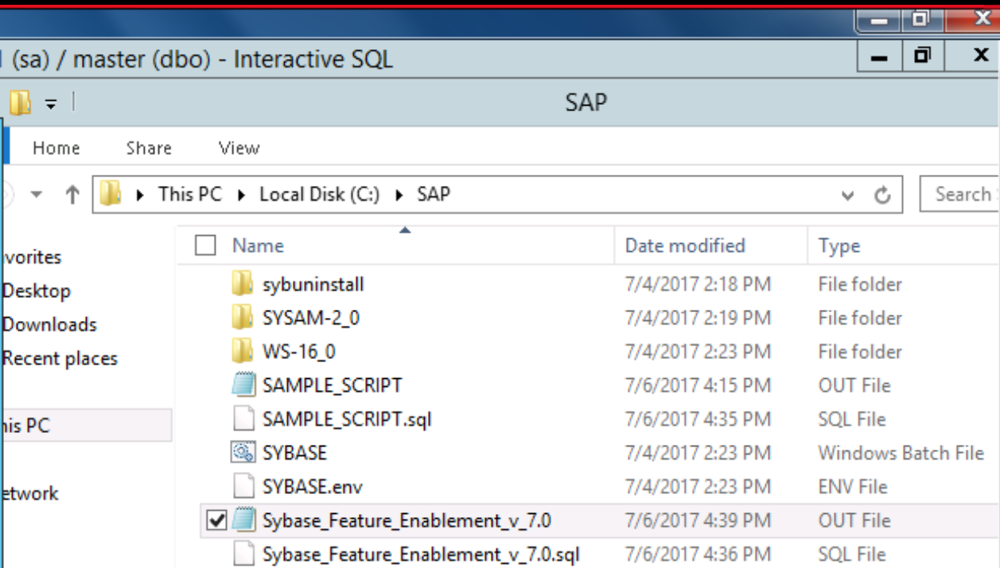 (sa) / master (dbo) - Interactive SQL
SAP
Home Share View
This PC Local Disk (C:) SAP Search
Name Date modified Type
vorites
sybuninstall 7/4/2017 2:18 PM File folder
Desktop
SYSAM-2_0 7/4/2017 2:19 PM File folder
Downloads
WS-16_0 7/4/2017 2:23 PM File folder
Recent places
SAMPLE_SCRIPT 7/6/2017 4:15 PM OUT File
SAMPLE_SCRIPT.sql 7/6/2017 4:35 PM SQL File
his PC
SYBASE 7/4/2017 2:23 PM Windows Batch File
SYBASE.env 7/4/2017 2:23 PM ENV File
etwork
Sybase_Feature_Enablement_v_7.0 7/6/2017 4:39 PM OUT File
Sybase_Feature_Enablement_v_7.0.sql 7/6/2017 4:36 PM SQL File